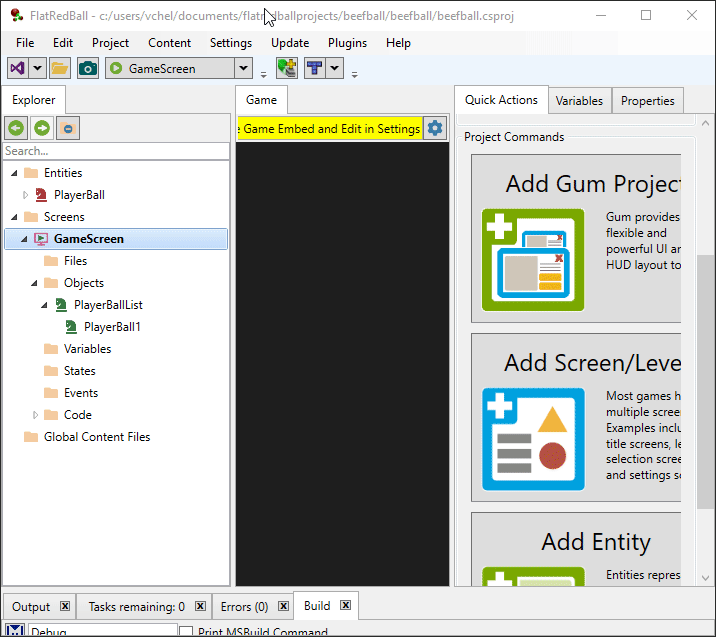 FlatRedBall - c:/users/vchel/documents/flatredballprojects/beefball/beefball/beefball.csproj
File Edit Project Content Settings Update Plugins Help
GameScreen
Explorer
Game
Quick Actions Variables Properties
Game Embed and Edit in Settings
Search...
Entities
PlayerBall
Screens
GameScreen
Files
Objects
PlayerBallList
PlayerBall1
Variables
States
Events
Code
Global Content Files
Project Commands
Add Gum Project
Gum provides
flexible and
powerful UI an
HUD layout to
Add Screen/Leve
Most games h
multiple scree
Examples inclu
title screens, le
selection scree
and settings sc
Add Entity
Entities repres
Output Tasks remaining: 0 Errors (0) Build
Debug Print MSBuild Command